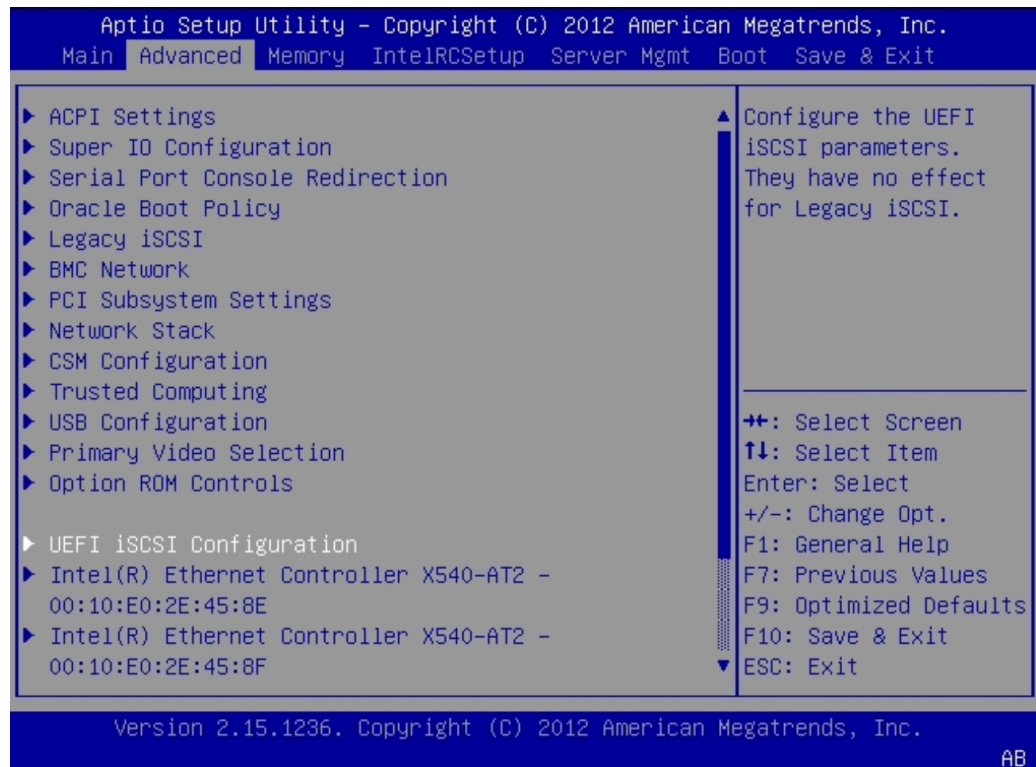 Aptio Setup Utility – Copyright (C) 2012 American Megatrends, Inc.
Main Advanced Memory IntelRCSetup Server Mgmt Boot Save & Exit
ACPI Settings
Super IO Configuration
Serial Port Console Redirection
Oracle Boot Policy
Legacy iSCSI
BMC Network
PCI Subsystem Settings
Network Stack
CSM Configuration
Trusted Computing
USB Configuration
Primary Video Selection
Option ROM Controls
UEFI iSCSI Configuration
Intel(R) Ethernet Controller X540-AT2 –
00:10:E0:2E:45:8E
Intel(R) Ethernet Controller X540-AT2 –
00:10:E0:2E:45:8F
Configure the UEFI
iSCSI parameters.
They have no effect
for Legacy iSCSI.
→←: Select Screen
↑↓: Select Item
Enter: Select
+/-: Change Opt.
F1: General Help
F7: Previous Values
F9: Optimized Defaults
F10: Save & Exit
ESC: Exit
Version 2.15.1236. Copyright (C) 2012 American Megatrends, Inc.
AB